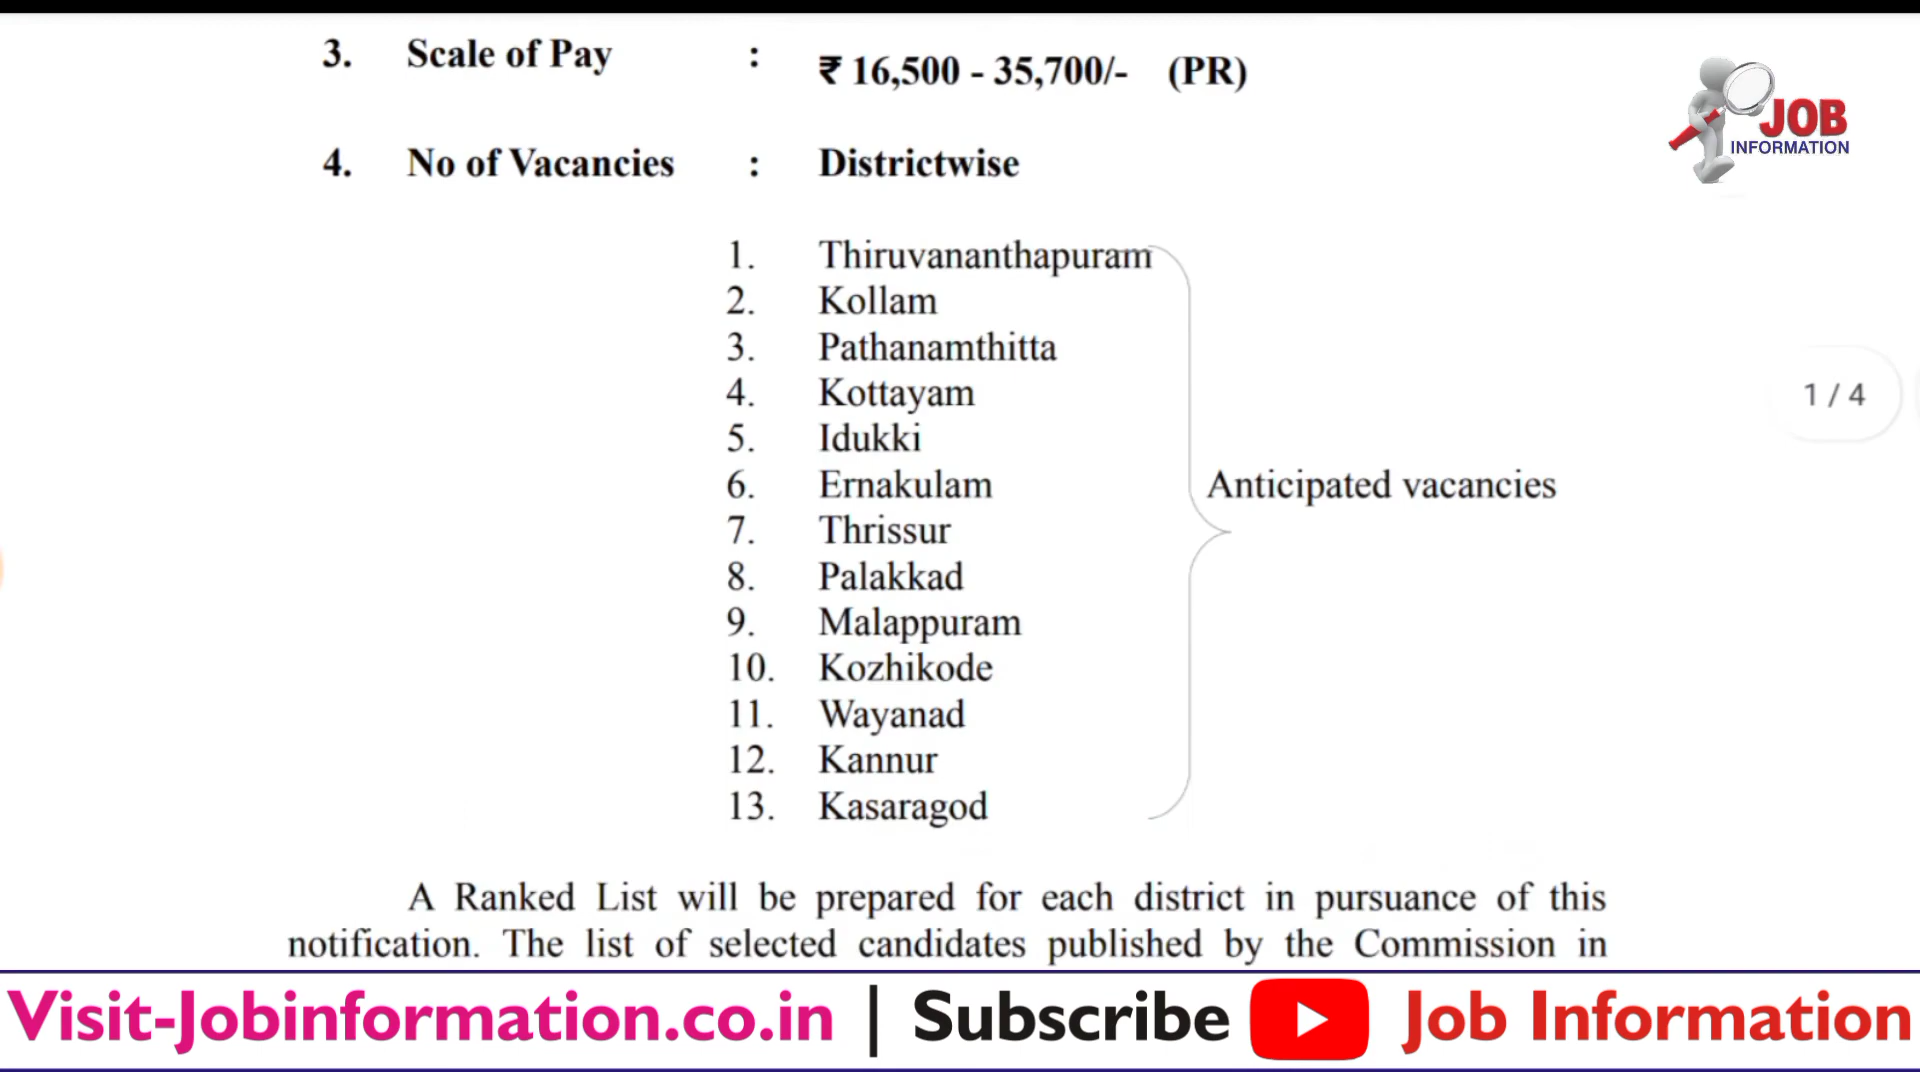 3. Scale of Pay : ₹ 16,500 - 35,700/- (PR)
JOB
INFORMATION
4. No of Vacancies : Districtwise
1. Thiruvananthapuram
2. Kollam
3. Pathanamthitta
4. Kottayam
5. Idukki
6. Ernakulam
7. Thrissur
8. Palakkad
9. Malappuram
10. Kozhikode
11. Wayanad
12. Kannur
13. Kasaragod
Anticipated vacancies
1 / 4
A Ranked List will be prepared for each district in pursuance of this
notification. The list of selected candidates published by the Commission in
Visit-Jobinformation.co.in | Subscribe Job Information